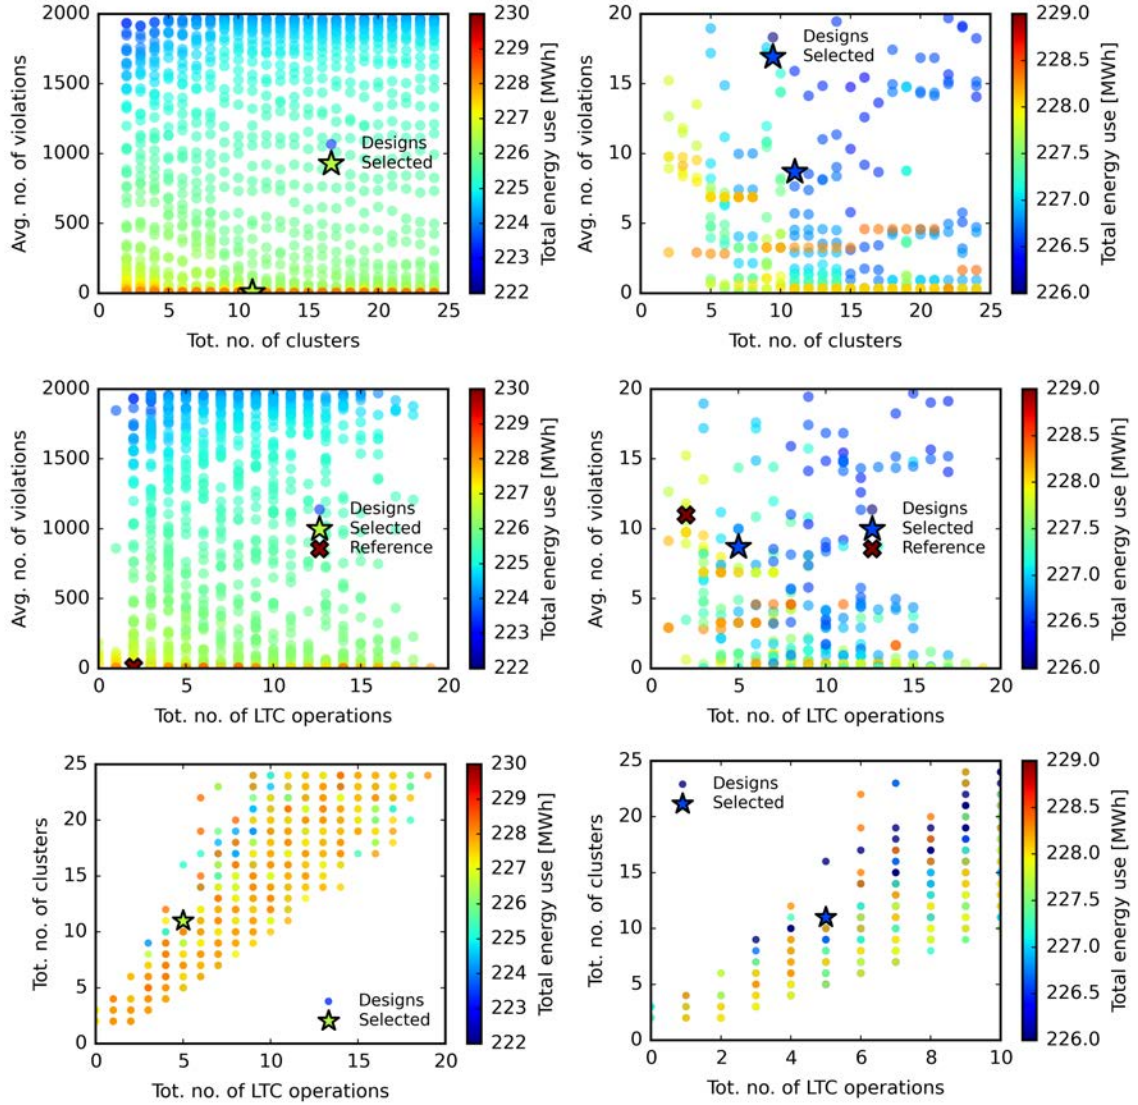 2000
1500
1000
500
0
Avg. no. of violations
0 5 10 15 20 25
Tot. no. of clusters
Designs
Selected
230
229
228
227
226
225
224
223
222
Total energy use [MWh]
20
15
10
5
0
Avg. no. of violations
0 5 10 15 20 25
Tot. no. of clusters
Designs
Selected
229.0
228.5
228.0
227.5
227.0
226.5
226.0
Total energy use [MWh]
2000
1500
1000
500
0
Avg. no. of violations
0 5 10 15 20
Tot. no. of LTC operations
Designs
Selected
Reference
230
229
228
227
226
225
224
223
222
Total energy use [MWh]
20
15
10
5
0
Avg. no. of violations
0 5 10 15 20
Tot. no. of LTC operations
Designs
Selected
Reference
229.0
228.5
228.0
227.5
227.0
226.5
226.0
Total energy use [MWh]
25
20
15
10
5
0
Tot. no. of clusters
0 5 10 15 20
Tot. no. of LTC operations
Designs
Selected
230
229
228
227
226
225
224
223
222
Total energy use [MWh]
25
20
15
10
5
0
Tot. no. of clusters
0 2 4 6 8 10
Tot. no. of LTC operations
Designs
Selected
229.0
228.5
228.0
227.5
227.0
226.5
226.0
Total energy use [MWh]